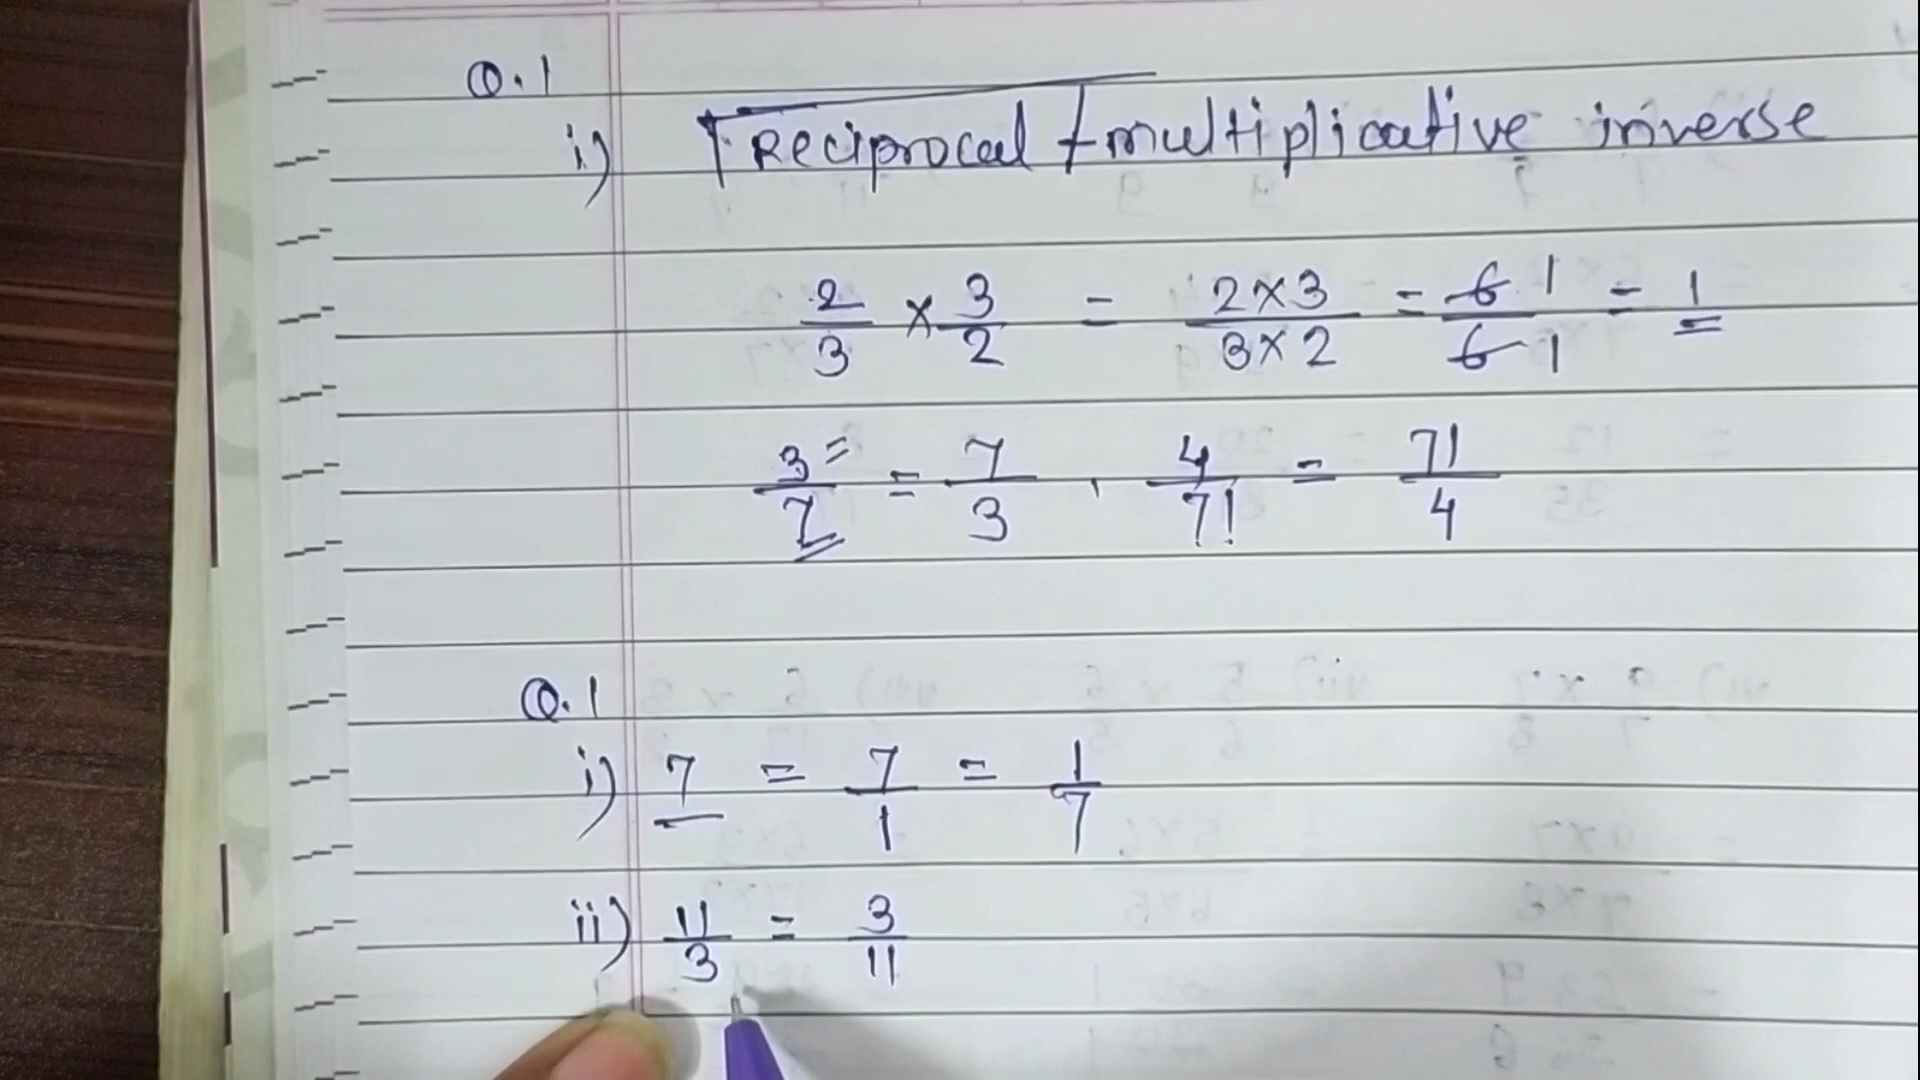 Q.1
i) reciprocal / multiplicative inverse
2/3 × 3/2 = 2×3/3×2 = 6 1/6 1 = 1
3/7 = 7/3 , 4/71 = 71/4
Q.1
i) 7 = 7/1 = 1/7
ii) 11/3 = 3/11